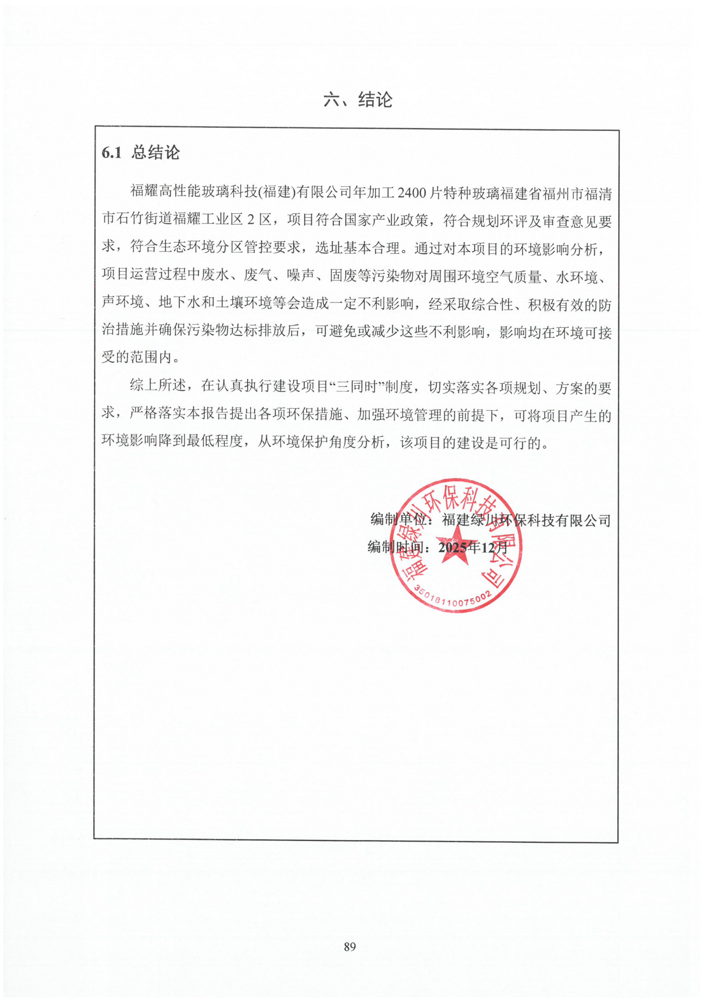 六、结论
6.1 总结论
福耀高性能玻璃科技(福建)有限公司年加工2400片特种玻璃福建省福州市福清
市石竹街道福耀工业区2区，项目符合国家产业政策，符合规划环评及审查意见要
求，符合生态环境分区管控要求，选址基本合理。通过对本项目的环境影响分析，
项目运营过程中废水、废气、噪声、固废等污染物对周围环境空气质量、水环境、
声环境、地下水和土壤环境等会造成一定不利影响，经采取综合性、积极有效的防
治措施并确保污染物达标排放后，可避免或减少这些不利影响，影响均在环境可接
受的范围内。
综上所述，在认真执行建设项目“三同时”制度，切实落实各项规划、方案的要
求，严格落实本报告提出各项环保措施、加强环境管理的前提下，可将项目产生的
环境影响降到最低程度，从环境保护角度分析，该项目的建设是可行的。
编制单位：福建绿川环保科技有限公司
编制时间：2025年12月
福建绿川环保科技有限公司
35018110075002
89